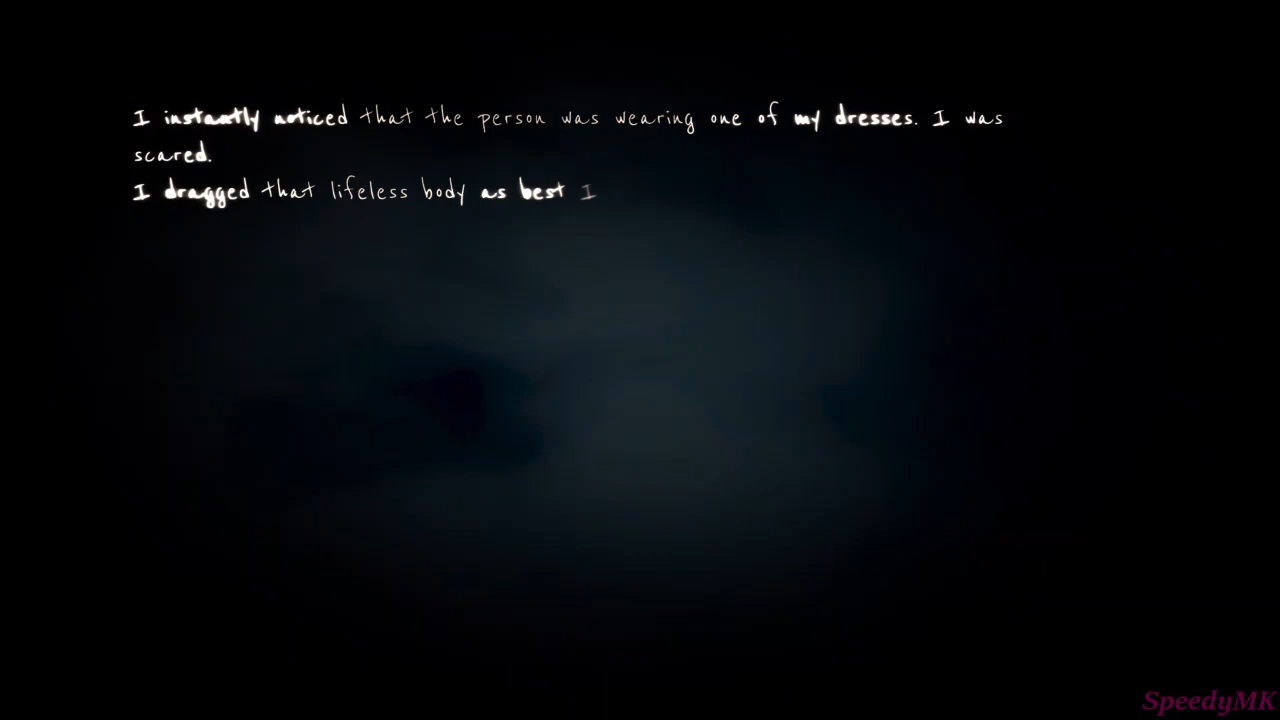 I instantly noticed that the person was wearing one of my dresses. I was
scared.
I dragged that lifeless body as best I
SpeedyMK